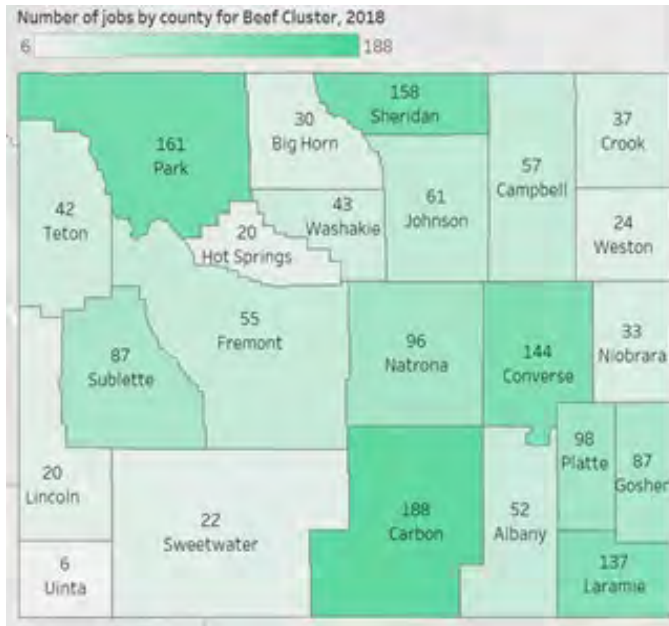 Number of jobs by county for Beef Cluster, 2018
6
188
161
Park
30
Big Horn
158
Sheridan
37
Crook
57
Campbell
42
Teton
43
Washakie
61
Johnson
24
Weston
20
Hot Springs
55
Fremont
96
Natrona
144
Converse
33
Niobrara
87
Sublette
20
Lincoln
22
Sweetwater
188
Carbon
52
Albany
98
Platte
87
Goshen
6
Uinta
137
Laramie